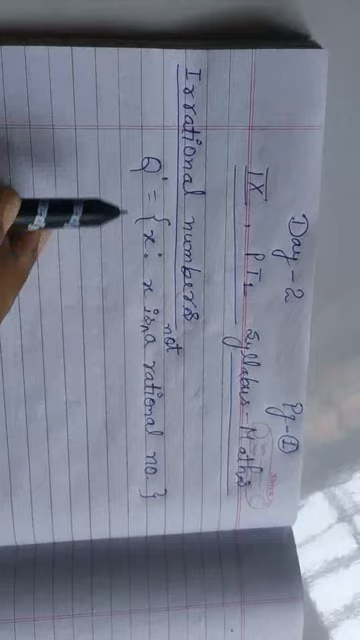 Day-2
Pg-①
IX, PT1 Syllabus-Maths
Irrational numbers
not
Q' = {x: x is a rational no.}